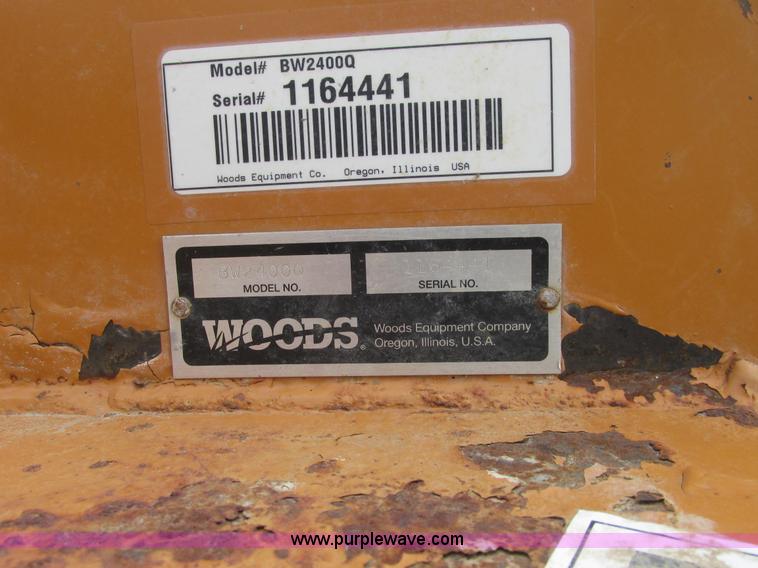 Model# BW2400Q
Serial# 1164441
Woods Equipment Co. Oregon, Illinois USA
BW2400Q
MODEL NO. SERIAL NO.
WOODS® Woods Equipment Company
Oregon, Illinois, U.S.A.
www.purplewave.com